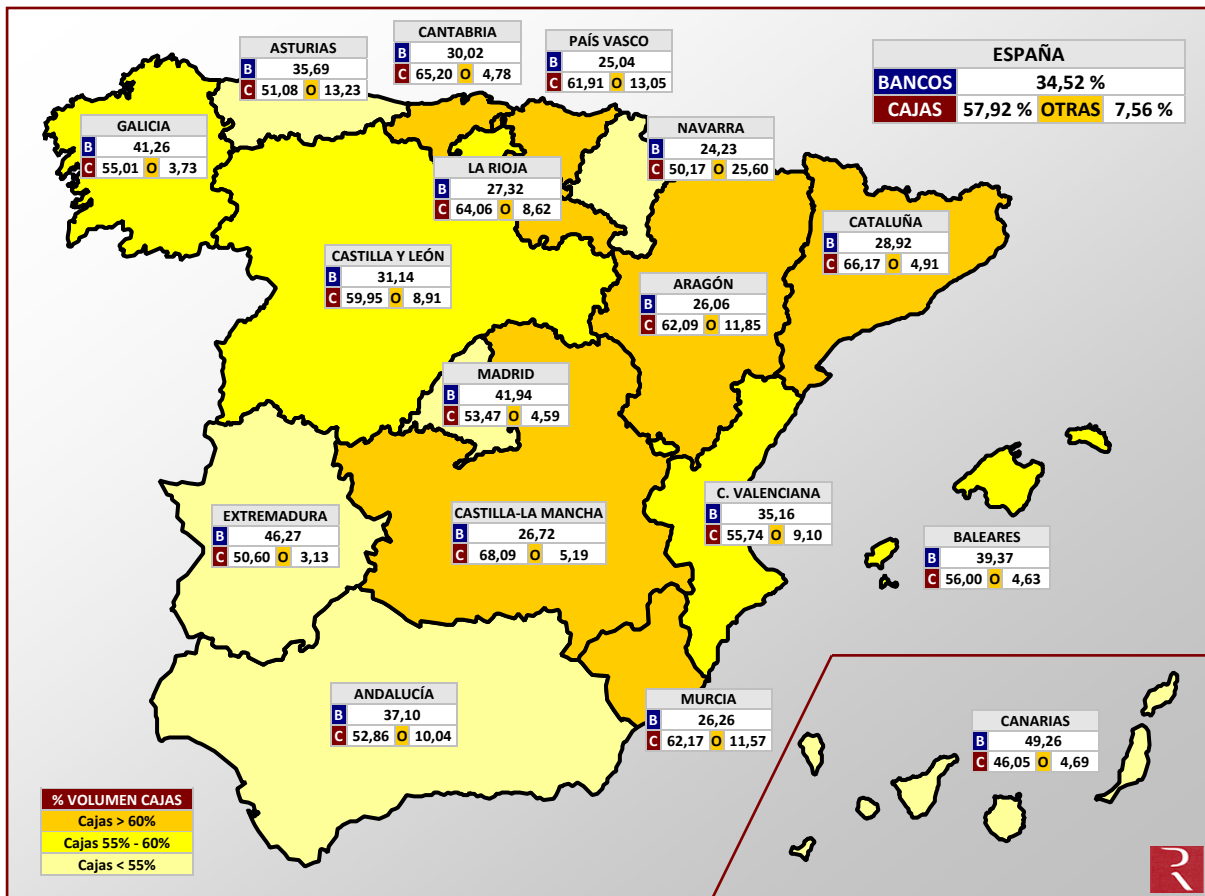 ASTURIAS
B 35,69
C 51,08 O 13,23
CANTABRIA
B 30,02
C 65,20 O 4,78
PAÍS VASCO
B 25,04
C 61,91 O 13,05
ESPAÑA
BANCOS 34,52 %
CAJAS 57,92 % OTRAS 7,56 %
GALICIA
B 41,26
C 55,01 O 3,73
NAVARRA
B 24,23
C 50,17 O 25,60
LA RIOJA
B 27,32
C 64,06 O 8,62
CATALUÑA
B 28,92
C 66,17 O 4,91
CASTILLA Y LEÓN
B 31,14
C 59,95 O 8,91
ARAGÓN
B 26,06
C 62,09 O 11,85
MADRID
B 41,94
C 53,47 O 4,59
EXTREMADURA
B 46,27
C 50,60 O 3,13
CASTILLA-LA MANCHA
B 26,72
C 68,09 O 5,19
C. VALENCIANA
B 35,16
C 55,74 O 9,10
BALEARES
B 39,37
C 56,00 O 4,63
ANDALUCÍA
B 37,10
C 52,86 O 10,04
MURCIA
B 26,26
C 62,17 O 11,57
CANARIAS
B 49,26
C 46,05 O 4,69
% VOLUMEN CAJAS
Cajas > 60%
Cajas 55% - 60%
Cajas < 55%
R